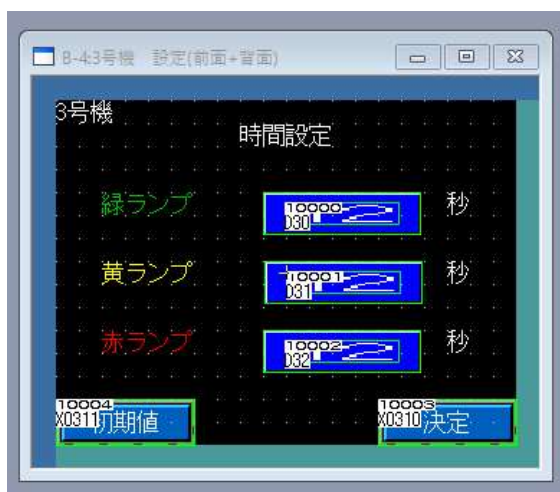 B-4:3号機 設定(前面+背面)
3号機
時間設定
緑ランプ 10000 D30 秒
黄ランプ 10001 D31 秒
赤ランプ 10002 D32 秒
10004 X0311 初期値
10003 X0310 決定